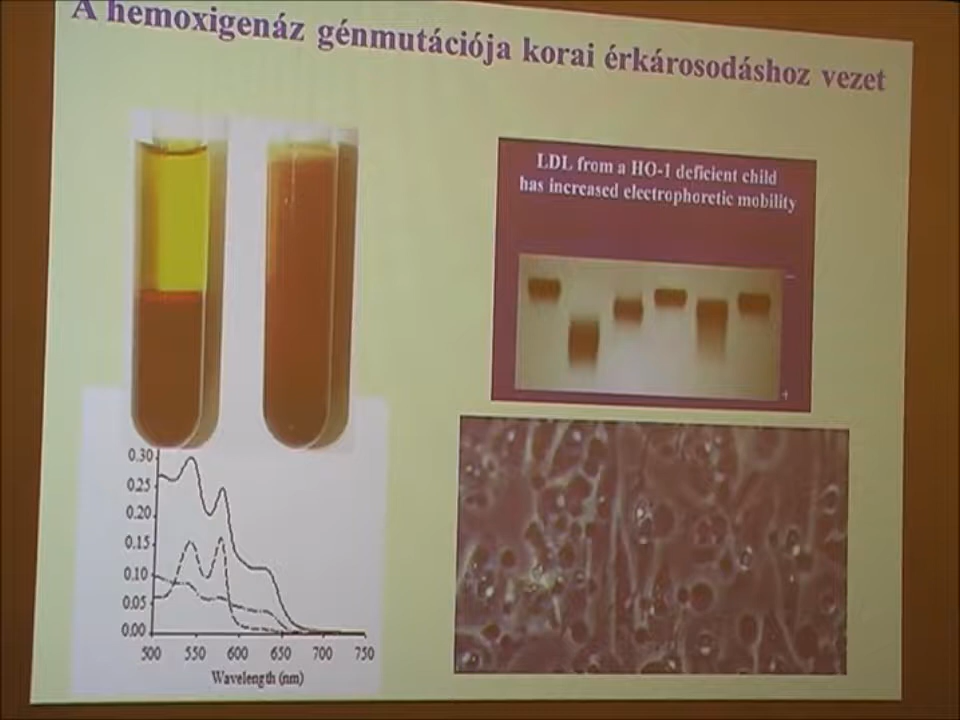 A hemoxigenáz génmutációja korai érkárosodáshoz vezet
LDL from a HO-1 deficient child
has increased electrophoretic mobility
−
+
0.30
0.25
0.20
0.15
0.10
0.05
0.00
500 550 600 650 700 750
Wavelength (nm)